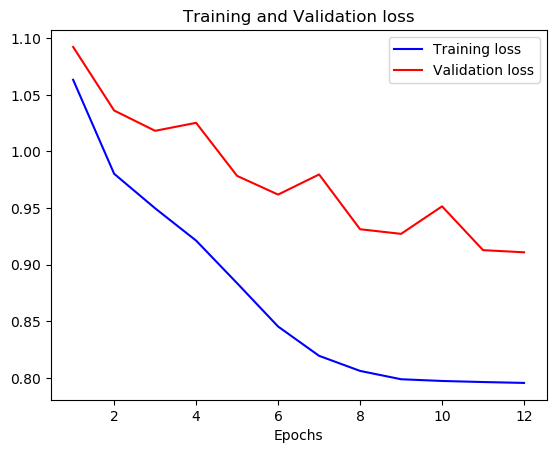 Training and Validation loss
Training loss
Validation loss
1.10
1.05
1.00
0.95
0.90
0.85
0.80
2 4 6 8 10 12
Epochs